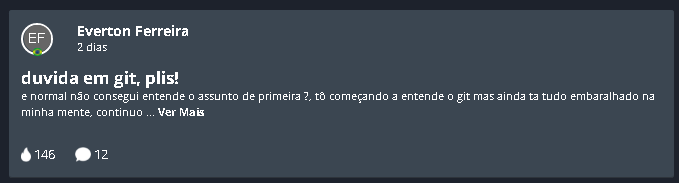 EF
Everton Ferreira
2 dias
duvida em git, plis!
e normal não consegui entende o assunto de primeira ?, tô começando a entende o git mas ainda ta tudo embaralhado na
minha mente, continuo ... Ver Mais
146 12